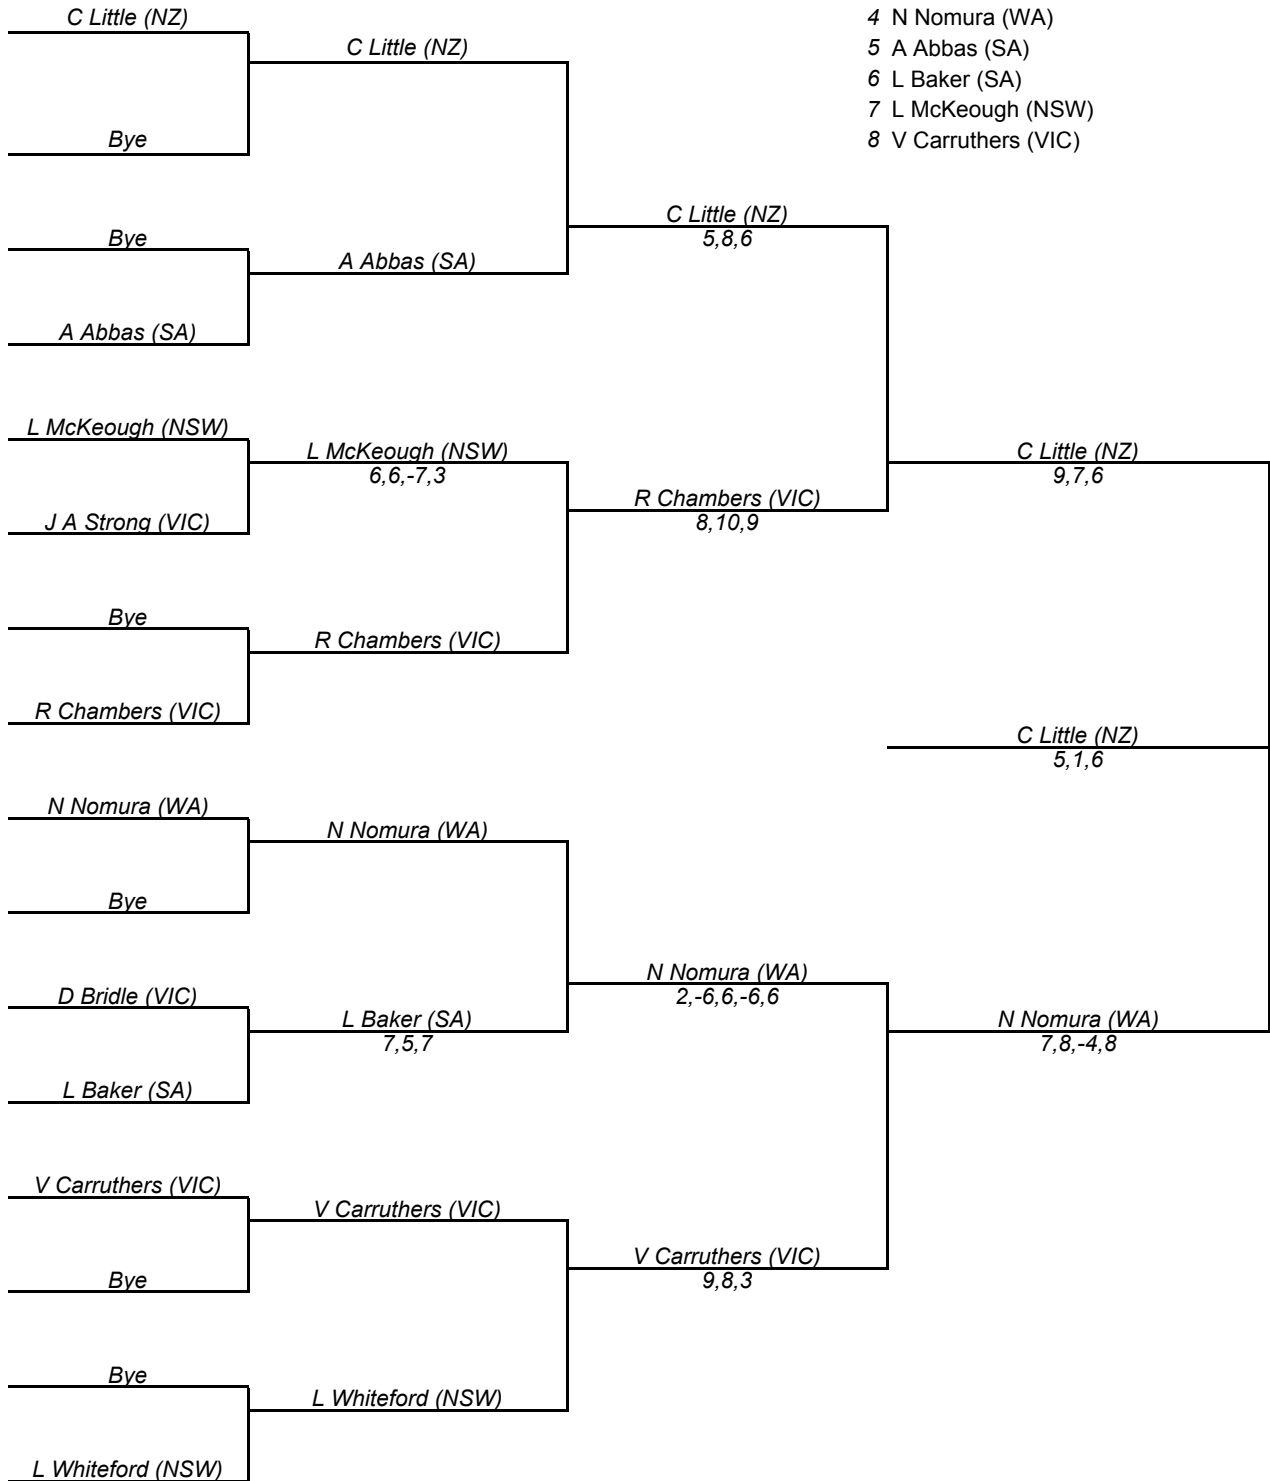 C Little (NZ)
4 N Nomura (WA)
C Little (NZ)
5 A Abbas (SA)
6 L Baker (SA)
7 L McKeough (NSW)
Bye
8 V Carruthers (VIC)
C Little (NZ)
Bye
5,8,6
A Abbas (SA)
A Abbas (SA)
L McKeough (NSW)
L McKeough (NSW)
C Little (NZ)
6,6,-7,3
9,7,6
R Chambers (VIC)
J A Strong (VIC)
8,10,9
Bye
R Chambers (VIC)
R Chambers (VIC)
C Little (NZ)
5,1,6
N Nomura (WA)
N Nomura (WA)
Bye
N Nomura (WA)
D Bridle (VIC)
2,-6,6,-6,6
L Baker (SA)
N Nomura (WA)
7,5,7
7,8,-4,8
L Baker (SA)
V Carruthers (VIC)
V Carruthers (VIC)
V Carruthers (VIC)
Bye
9,8,3
Bye
L Whiteford (NSW)
L Whiteford (NSW)